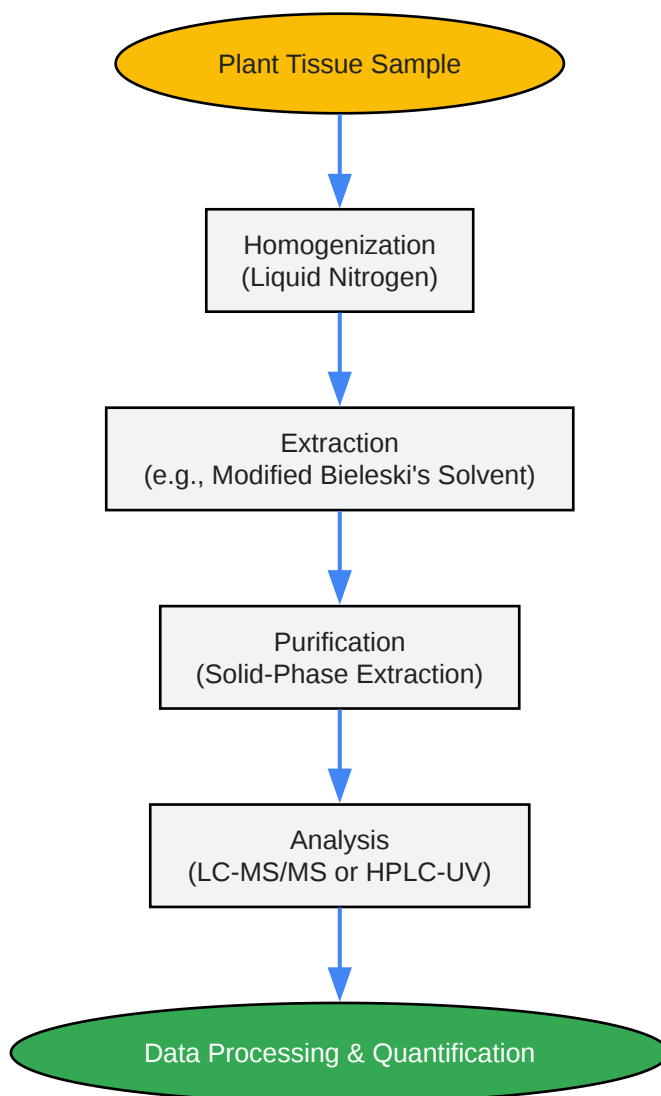 Plant Tissue Sample
Homogenization
(Liquid Nitrogen)
Extraction
(e.g., Modified Bieleski's Solvent)
Purification
(Solid-Phase Extraction)
Analysis
(LC-MS/MS or HPLC-UV)
Data Processing & Quantification